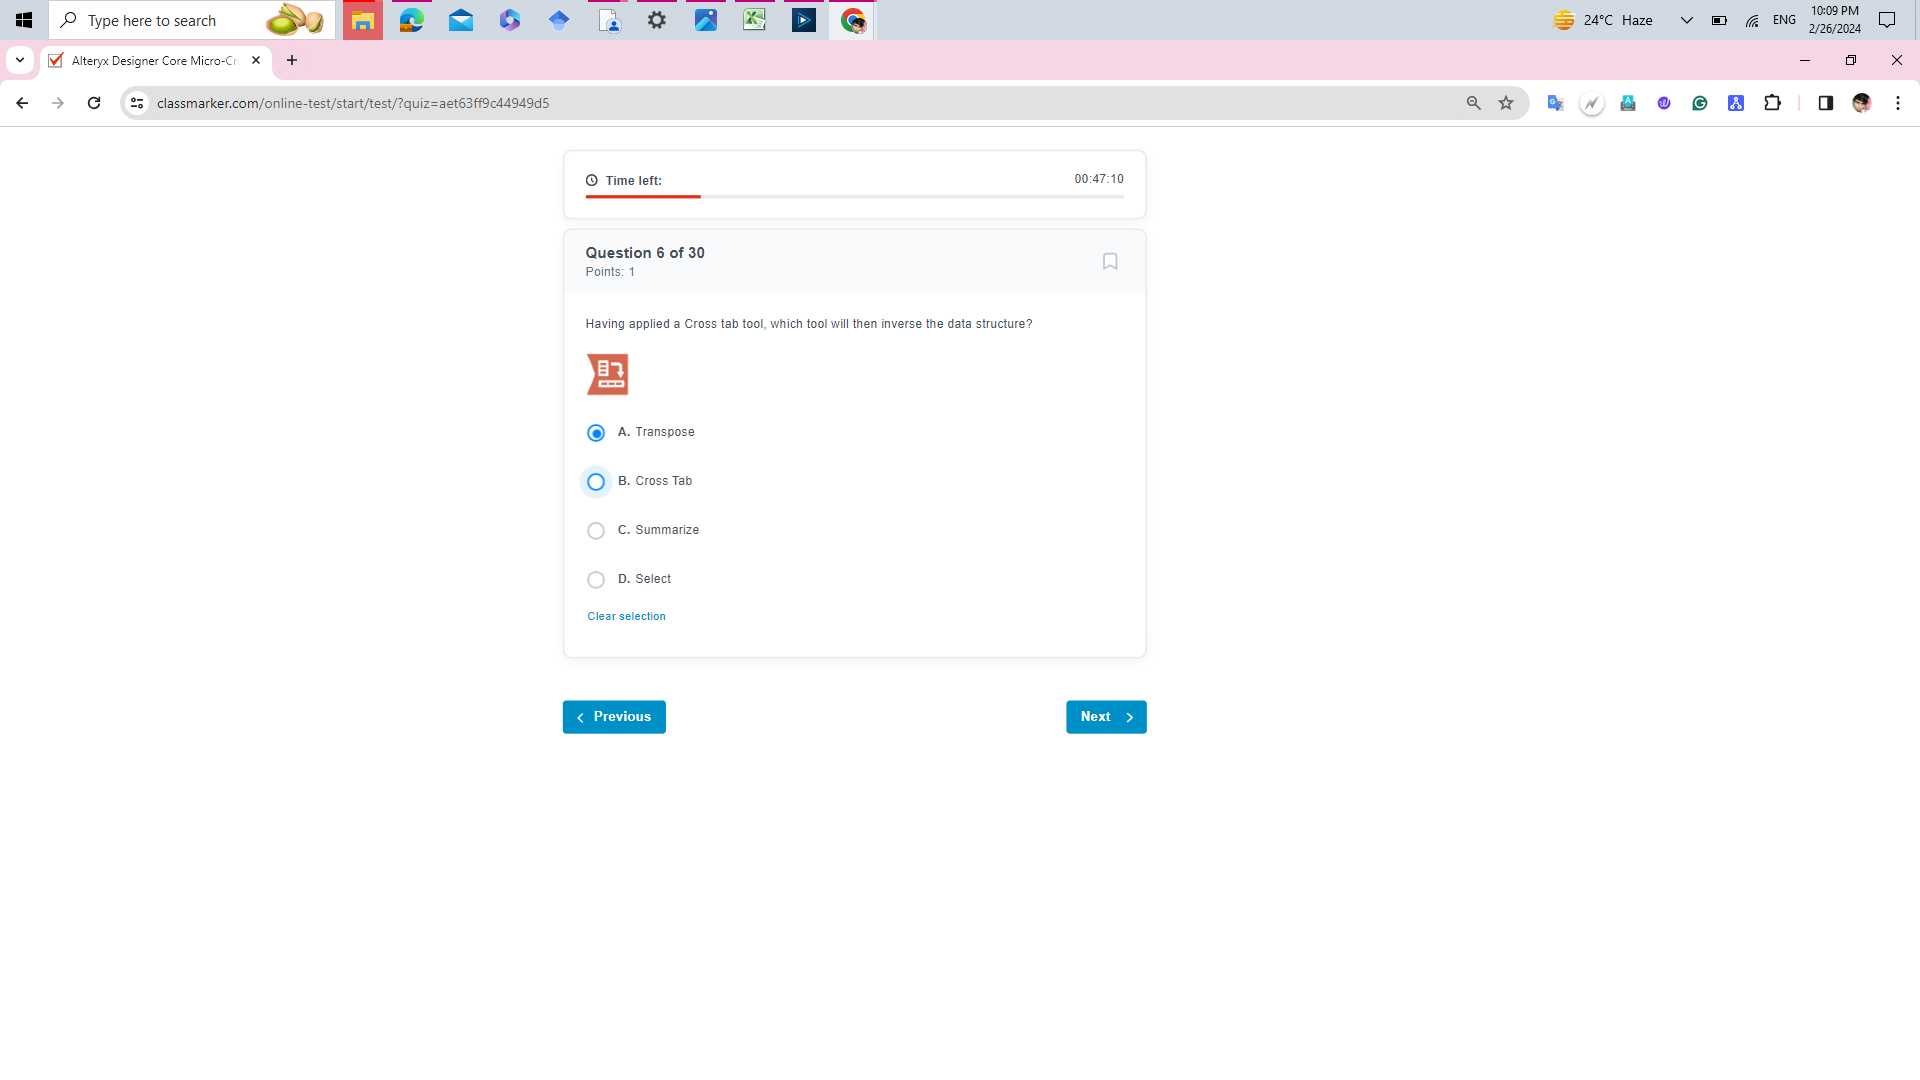 Type here to search
24°C Haze
ENG
10:09 PM
2/26/2024
Alteryx Designer Core Micro-Cr
classmarker.com/online-test/start/test/?quiz=aet63ff9c44949d5
Time left:
00:47:10
Question 6 of 30
Points: 1
Having applied a Cross tab tool, which tool will then inverse the data structure?
A. Transpose
B. Cross Tab
C. Summarize
D. Select
Clear selection
Previous
Next